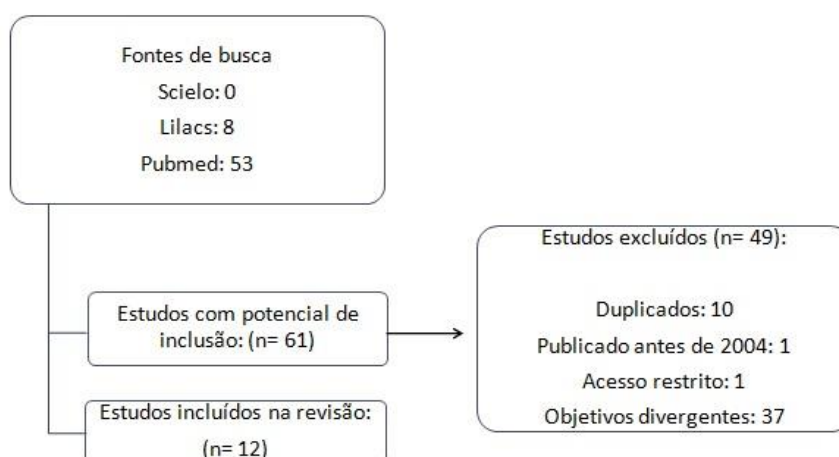 Fontes de busca
Scielo: 0
Lilacs: 8
Pubmed: 53
Estudos com potencial de
inclusão: (n= 61)
Estudos excluídos (n= 49):
Duplicados: 10
Publicado antes de 2004: 1
Acesso restrito: 1
Objetivos divergentes: 37
Estudos incluídos na revisão:
(n= 12)